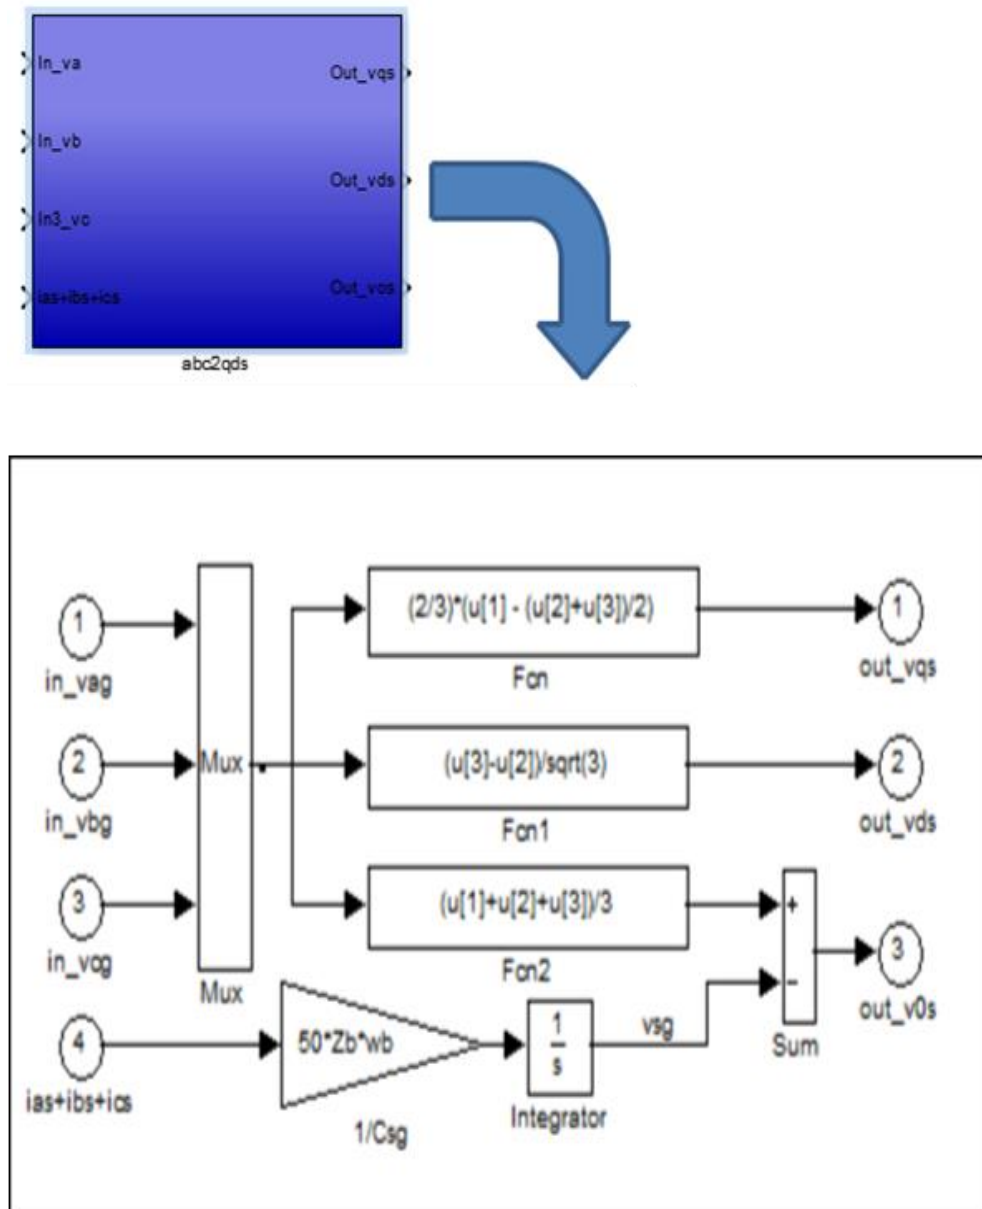 In_va
Out_vqs
In_vb
Out_vds
In3_vc
ias+ibs+ics
Out_vos
abc2qds
1
in_vag
(2/3)*(u[1] - (u[2]+u[3])/2)
Fcn
1
out_vqs
2
in_vbg
Mux
(u[3]-u[2])/sqrt(3)
Fcn1
2
out_vds
3
in_vcg
Mux
(u[1]+u[2]+u[3])/3
Fcn2
+
−
Sum
3
out_v0s
4
ias+ibs+ics
50*Zb*wb
1/Csg
1
s
Integrator
vsg